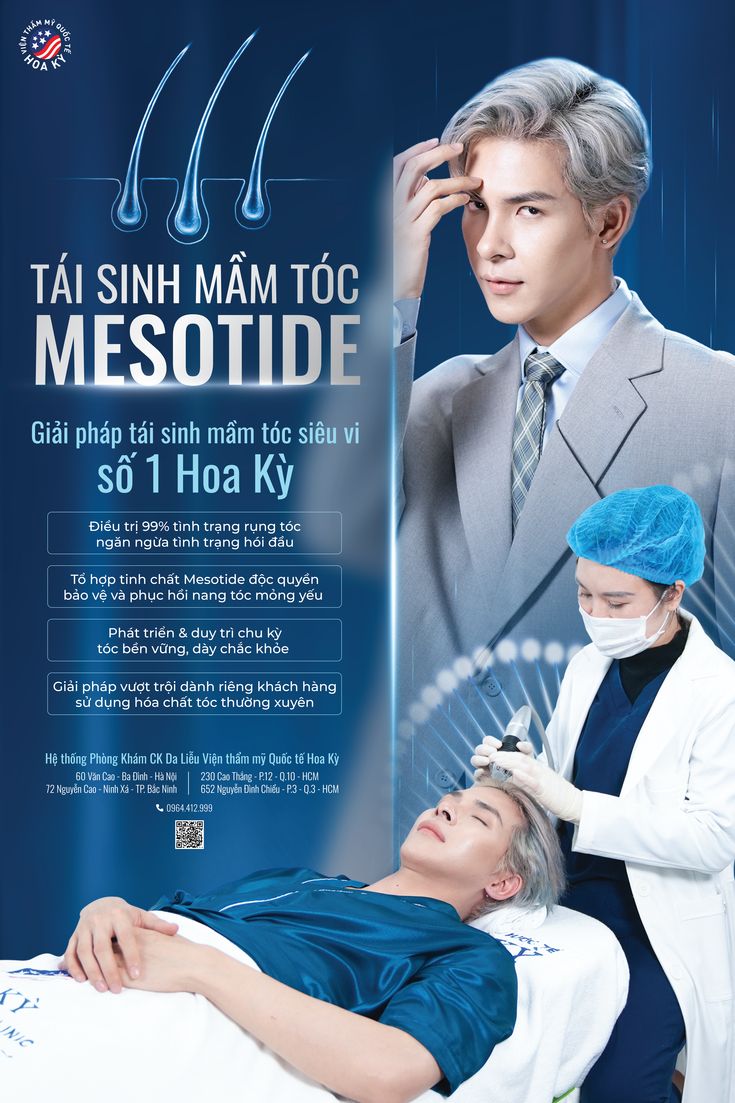 VIỆN THẨM MỸ QUỐC TẾ
HOA KỲ
TÁI SINH MẦM TÓC
MESOTIDE
Giải pháp tái sinh mầm tóc siêu vi
số 1 Hoa Kỳ
Điều trị 99% tình trạng rụng tóc
ngăn ngừa tình trạng hói đầu
Tổ hợp tinh chất Mesotide độc quyền
bảo vệ và phục hồi nang tóc mỏng yếu
Phát triển & duy trì chu kỳ
tóc bền vững, dày chắc khỏe
Giải pháp vượt trội dành riêng khách hàng
sử dụng hóa chất tóc thường xuyên
Hệ thống Phòng Khám CK Da Liễu Viện thẩm mỹ Quốc tế Hoa Kỳ
60 Văn Cao - Ba Đình - Hà Nội
72 Nguyễn Cao - Ninh Xá - TP. Bắc Ninh
230 Cao Thắng - P.12 - Q.10 - HCM
652 Nguyễn Đình Chiểu - P.3 - Q.3 - HCM
0964.412.999
QUỐC TẾ
KỲ
KỲ
CLINIC